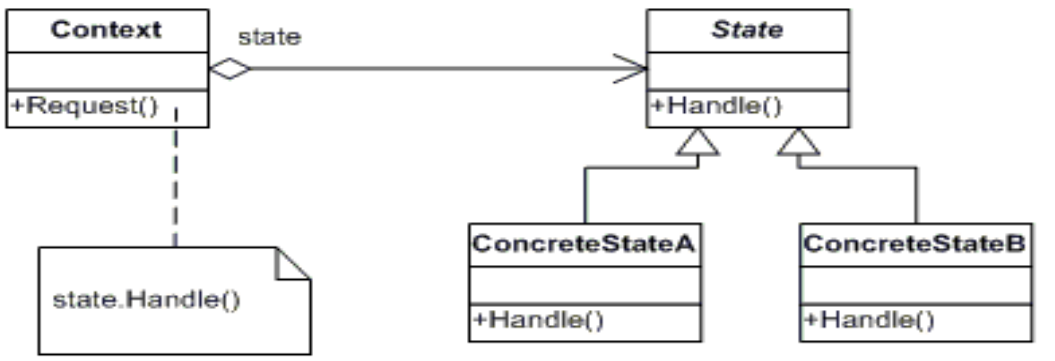 Context
state
State
+Request()
+Handle()
ConcreteStateA
ConcreteStateB
state.Handle()
+Handle()
+Handle()